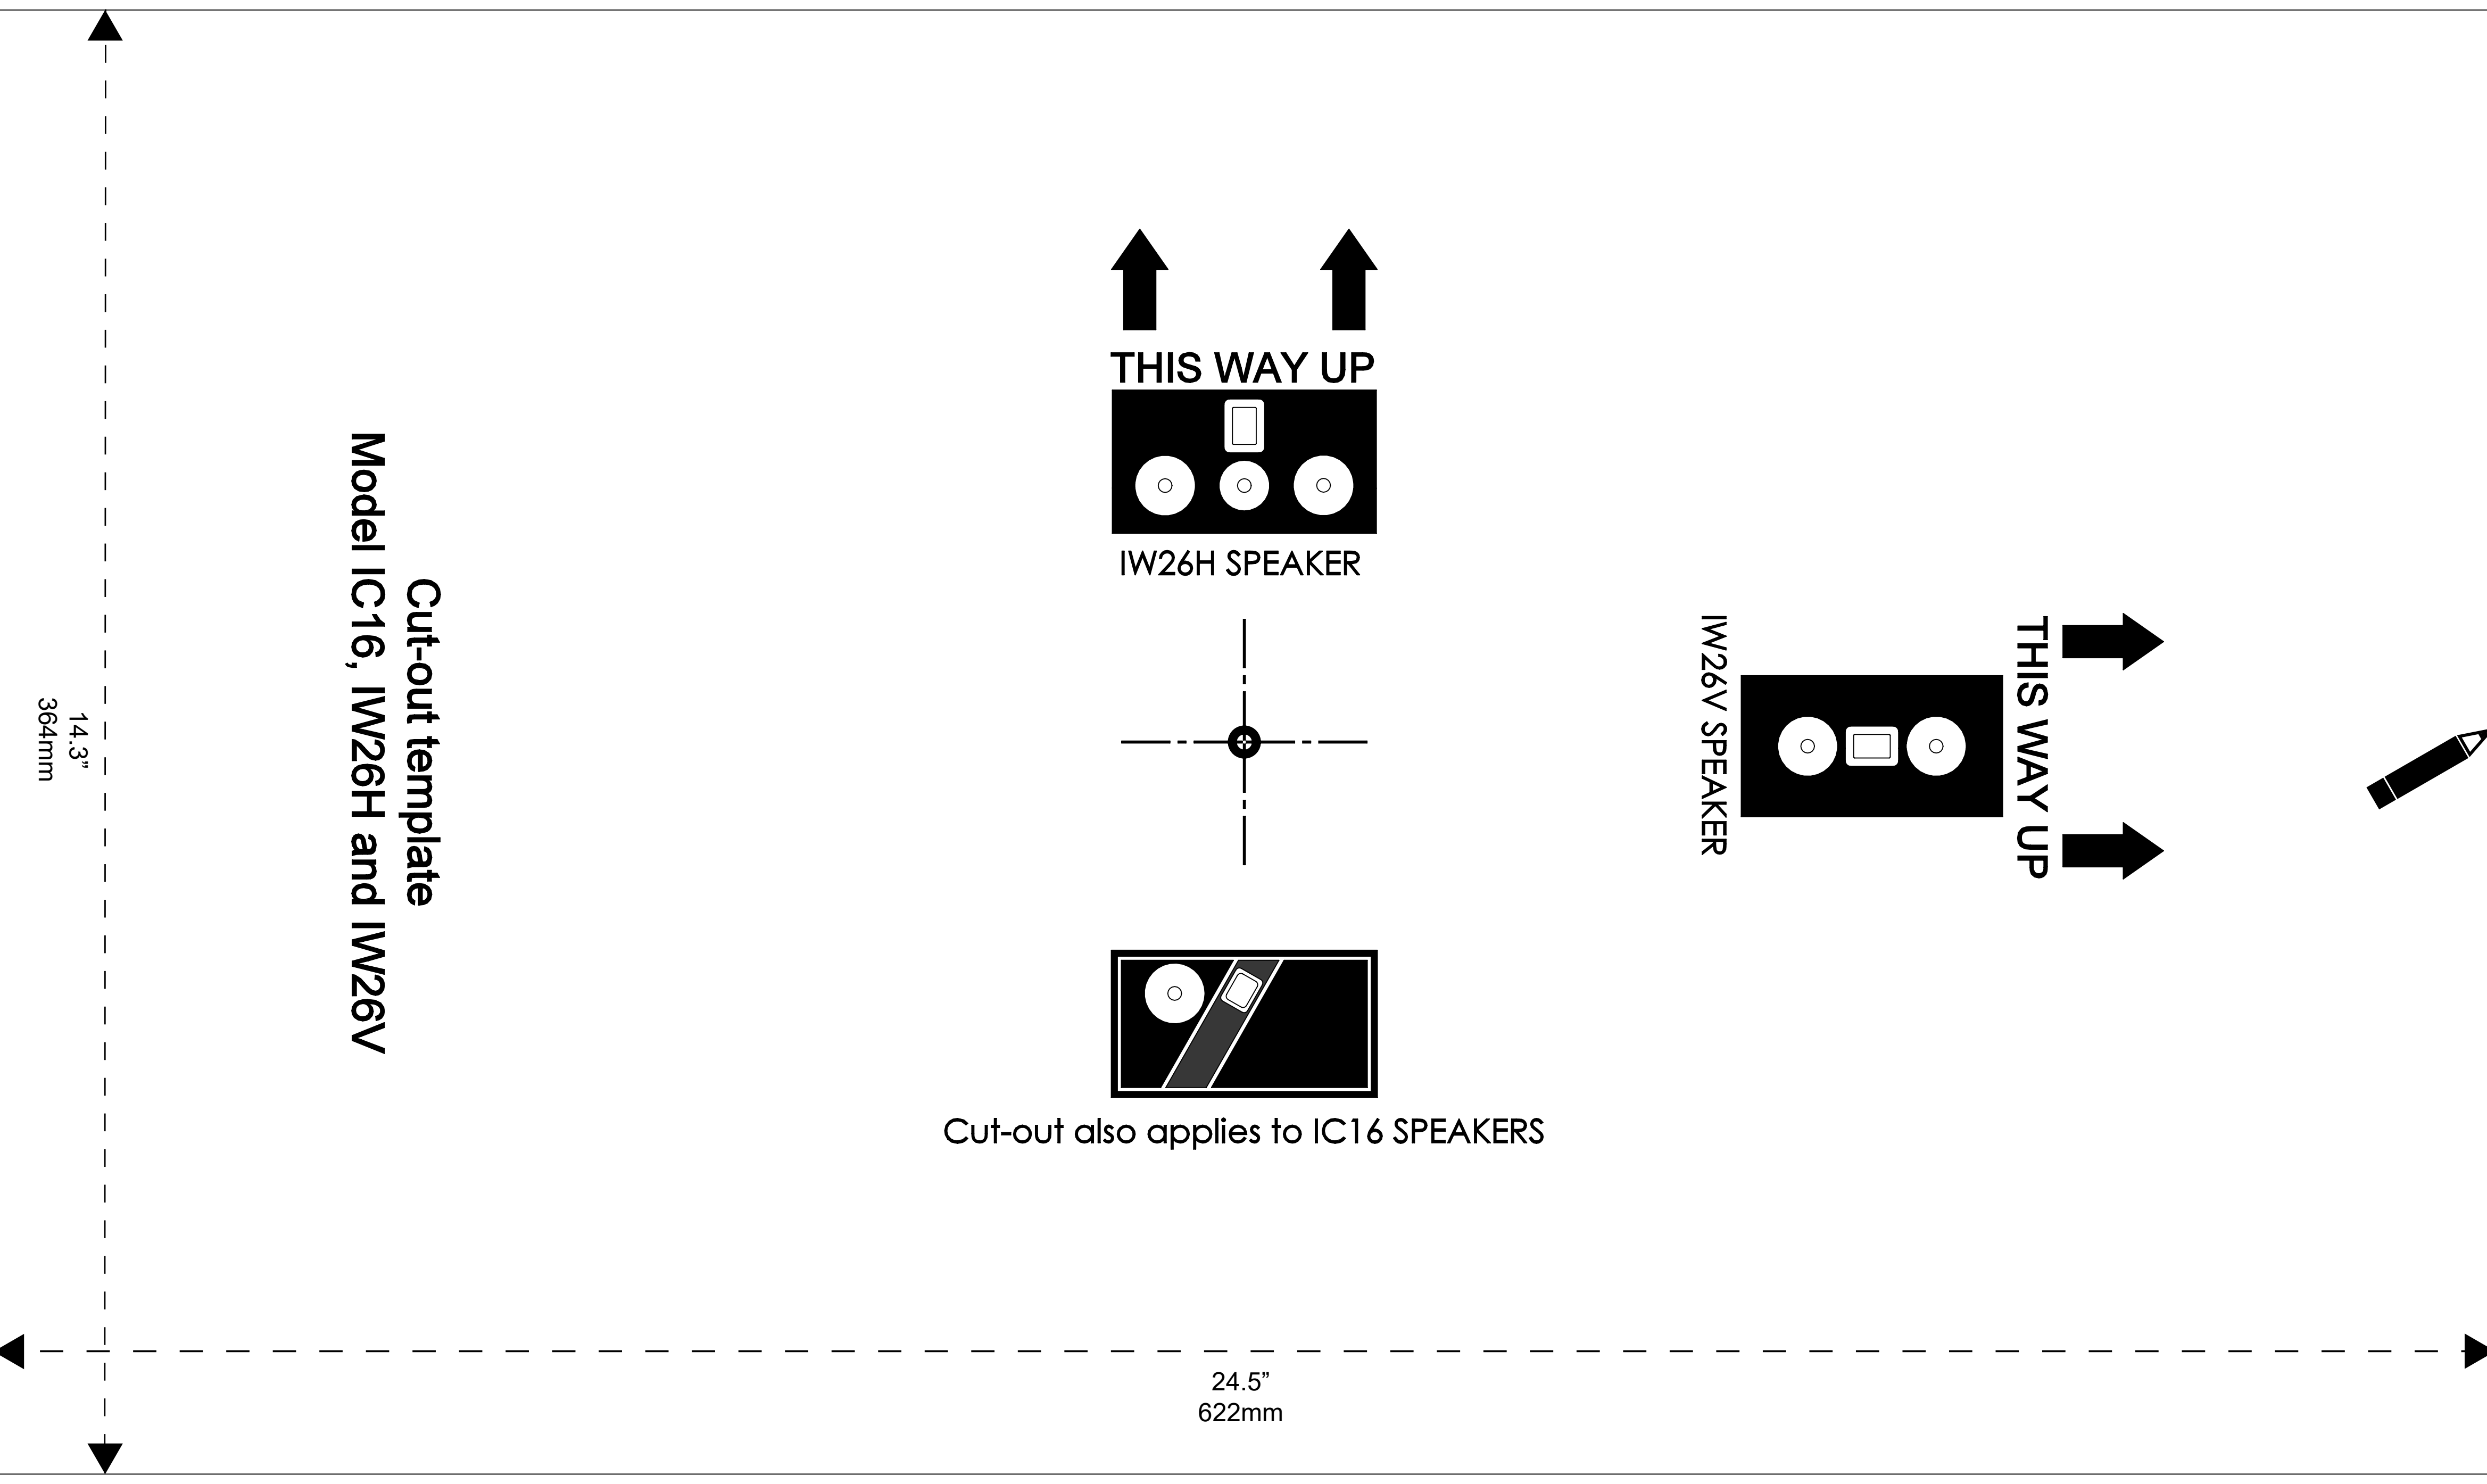 THIS WAY UP
IW26H SPEAKER
Cut-out template
Model IC16, IW26H and IW26V
14.3”
364mm
THIS WAY UP
IW26V SPEAKER
Cut-out also applies to IC16 SPEAKERS
24.5”
622mm